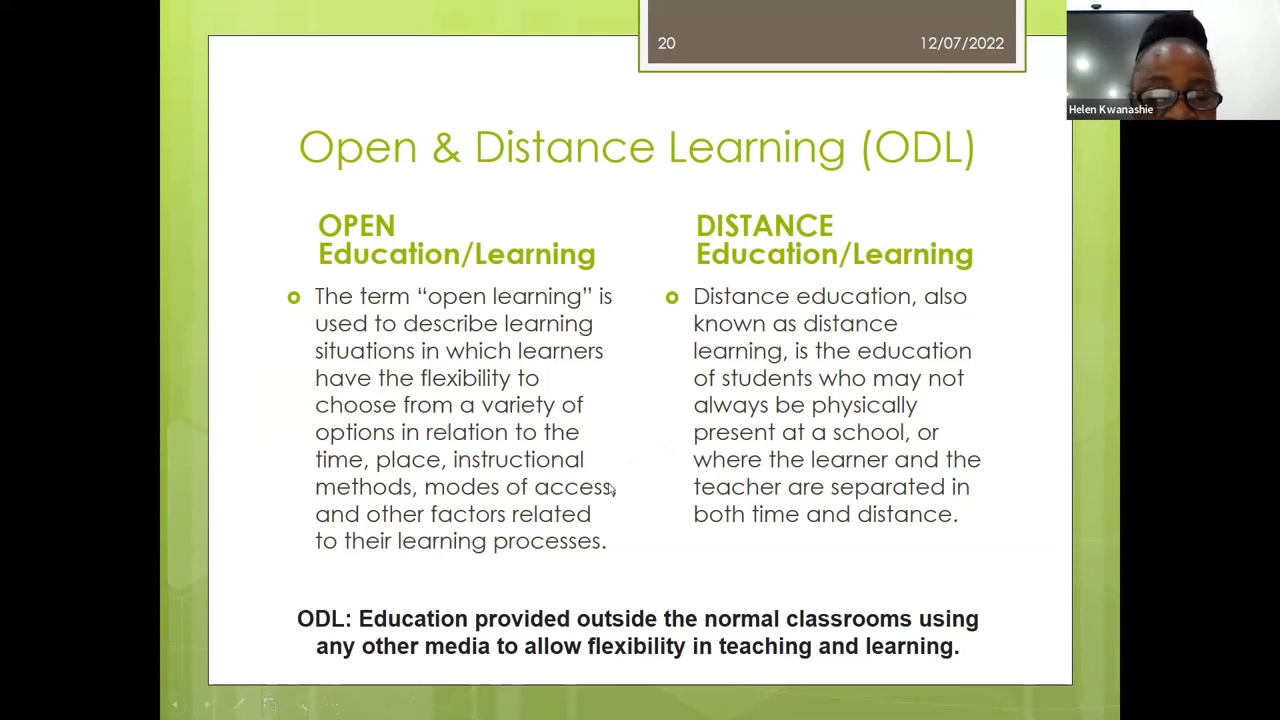 20
12/07/2022
Helen Kwanashie
Open & Distance Learning (ODL)
OPEN
Education/Learning
The term “open learning” is
used to describe learning
situations in which learners
have the flexibility to
choose from a variety of
options in relation to the
time, place, instructional
methods, modes of access,
and other factors related
to their learning processes.
DISTANCE
Education/Learning
Distance education, also
known as distance
learning, is the education
of students who may not
always be physically
present at a school, or
where the learner and the
teacher are separated in
both time and distance.
ODL: Education provided outside the normal classrooms using
any other media to allow flexibility in teaching and learning.